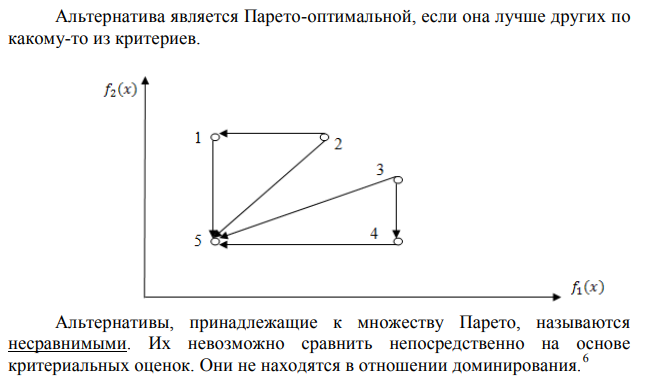 Альтернатива является Парето-оптимальной, если она лучше других по
какому-то из критериев.
f₂(x)
1
2
3
5
4
f₁(x)
Альтернативы, принадлежащие к множеству Парето, называются
несравнимыми. Их невозможно сравнить непосредственно на основе
критериальных оценок. Они не находятся в отношении доминирования.⁶